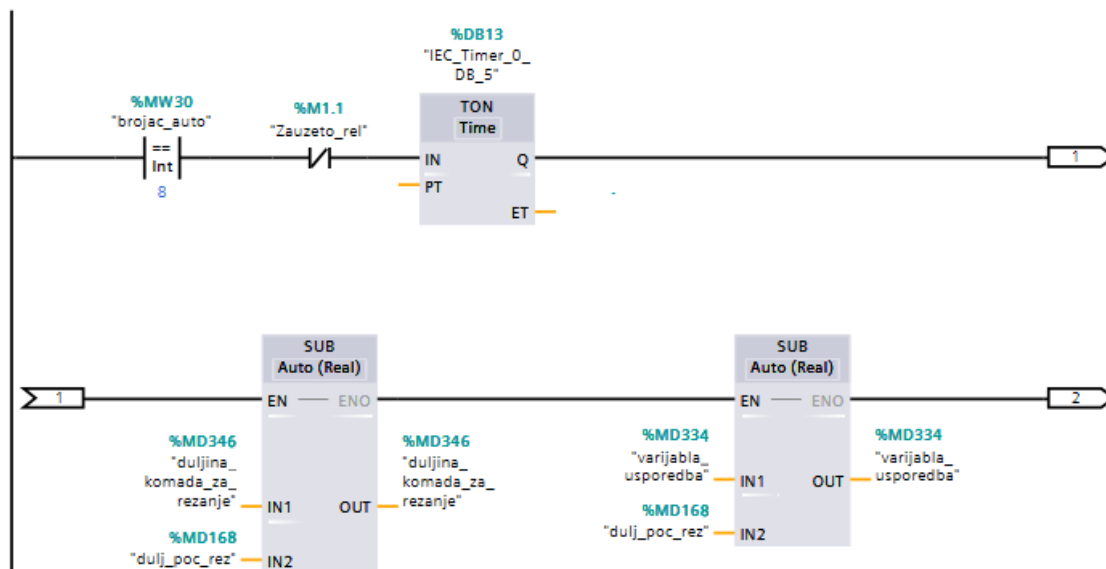 %DB13
"IEC_Timer_0_
DB_5"
%MW30
"brojac_auto"
%M1.1
"Zauzeto_rel"
TON
Time
==
Int
8
IN
Q
PT
ET
1
SUB
Auto (Real)
SUB
Auto (Real)
1
EN
ENO
EN
ENO
2
%MD346
"duljina_
komada_za_
rezanje"
IN1
OUT
%MD346
"duljina_
komada_za_
rezanje"
%MD168
"dulj_poc_rez"
IN2
%MD334
"varijabla_
usporedba"
IN1
OUT
%MD334
"varijabla_
usporedba"
%MD168
"dulj_poc_rez"
IN2